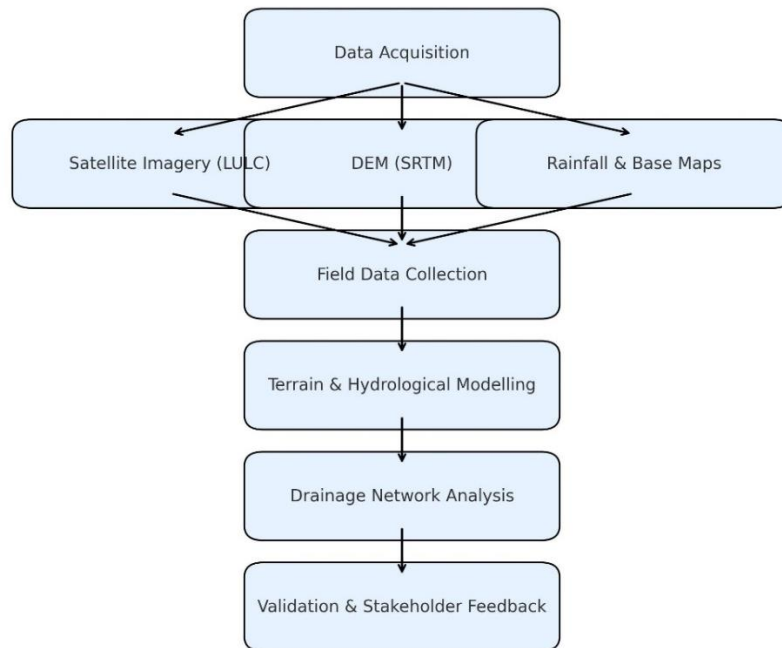 Data Acquisition
Satellite Imagery (LULC)
DEM (SRTM)
Rainfall & Base Maps
Field Data Collection
Terrain & Hydrological Modelling
Drainage Network Analysis
Validation & Stakeholder Feedback